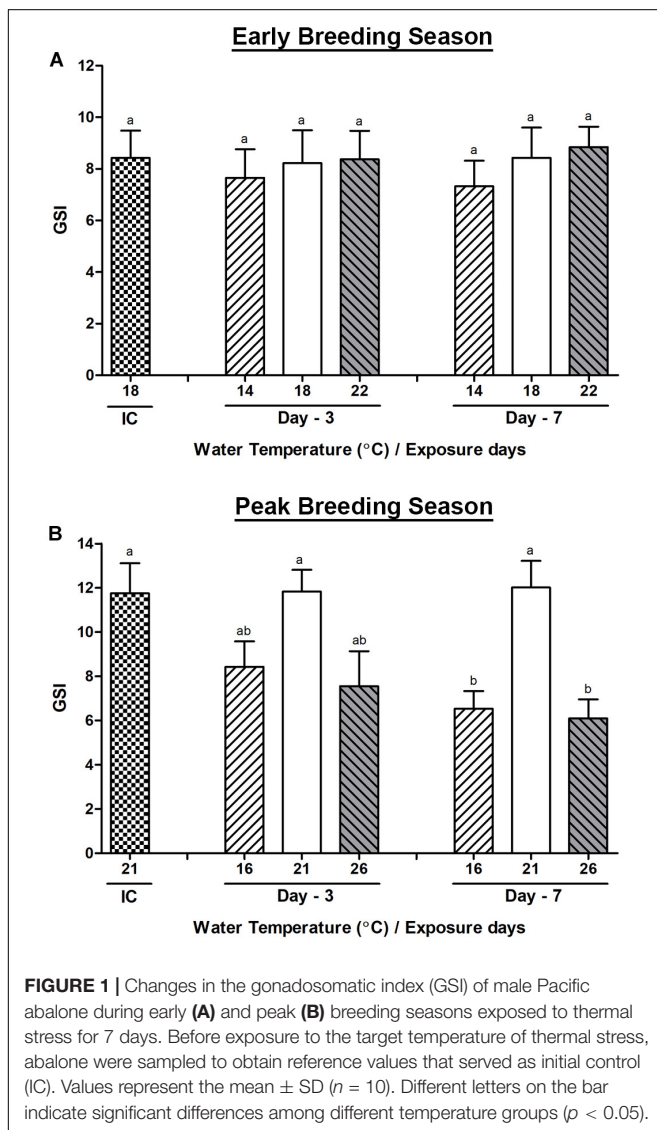 Early Breeding Season
A
12
10
8
6
4
2
0
GSI
a a a a a a a
18 14 18 22 14 18 22
IC Day - 3 Day - 7
Water Temperature (°C) / Exposure days
Peak Breeding Season
B
14
12
10
8
6
4
2
0
GSI
a ab a ab b a b
21 16 21 26 16 21 26
IC Day - 3 Day - 7
Water Temperature (°C) / Exposure days
FIGURE 1 | Changes in the gonadosomatic index (GSI) of male Pacific
abalone during early (A) and peak (B) breeding seasons exposed to thermal
stress for 7 days. Before exposure to the target temperature of thermal stress,
abalone were sampled to obtain reference values that served as initial control
(IC). Values represent the mean ± SD (n = 10). Different letters on the bar
indicate significant differences among different temperature groups (p < 0.05).